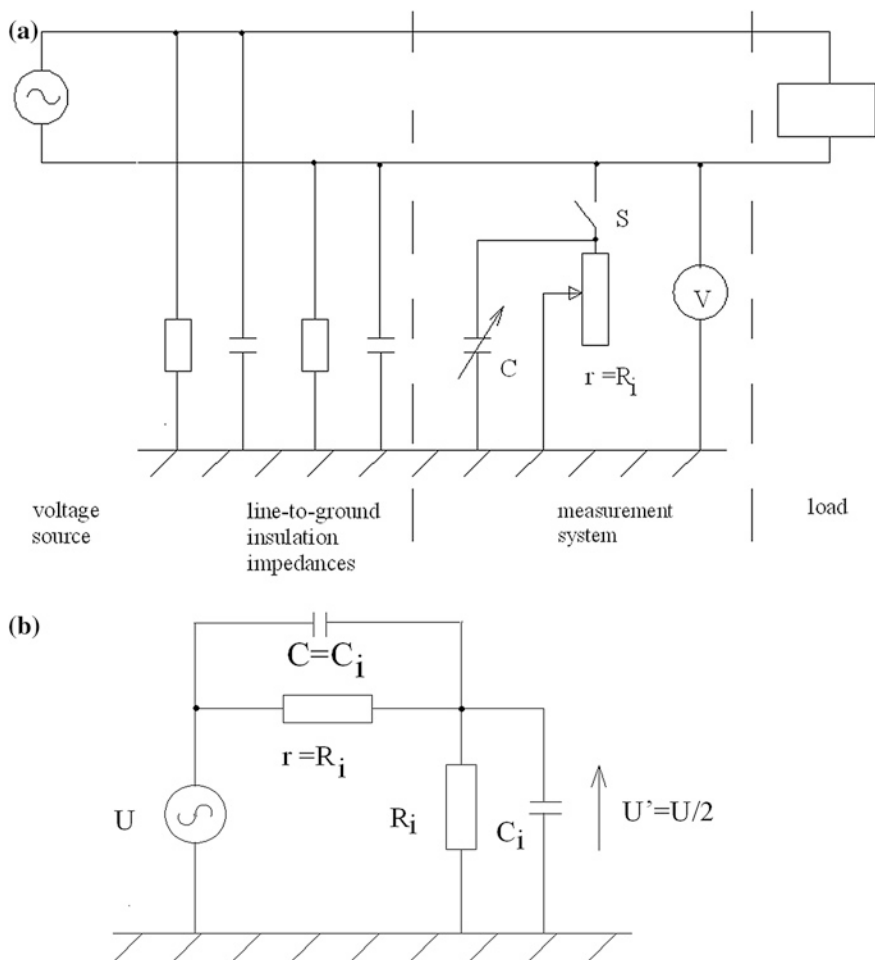 (a)
S
V
C
r =Rᵢ
voltage
source
line-to-ground
insulation
impedances
measurement
system
load
(b)
C=Cᵢ
r =Rᵢ
U
Rᵢ
Cᵢ
U’=U/2